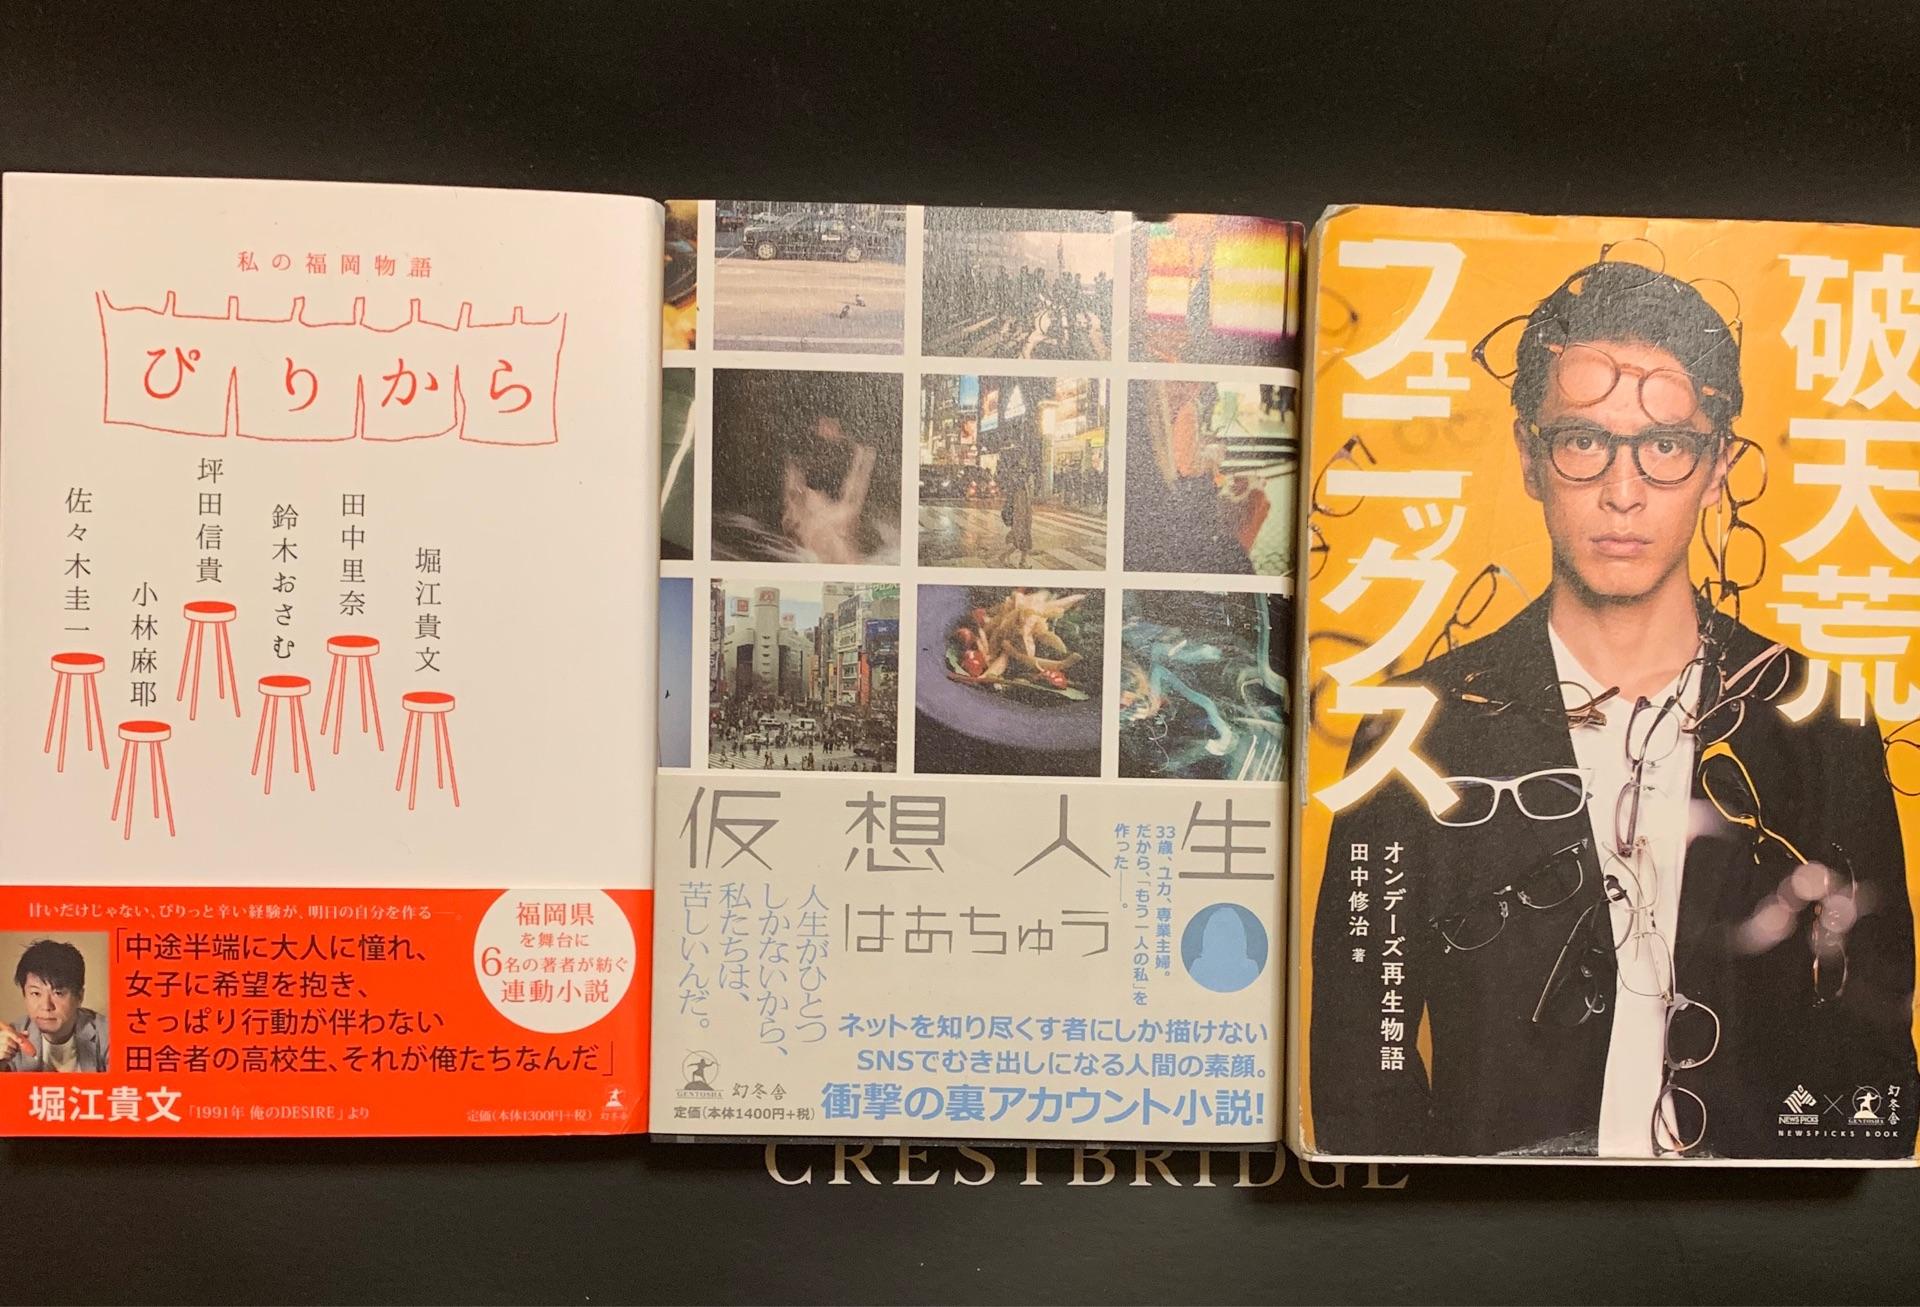 私の福岡物語
ぴりから
佐々木圭一
小林麻耶
坪田信貴
鈴木おさむ
田中里奈
堀江貴文
甘いだけじゃない、ぴりっと辛い経験が、明日の自分を作る―。
「中途半端に大人に憧れ、
女子に希望を抱き、
さっぱり行動が伴わない
田舎者の高校生、それが俺たちなんだ」
堀江貴文「1991年 俺のDESIRE」より
福岡県
を舞台に
6名の著者が紡ぐ
連動小説
定価(本体1300円+税)
幻冬舎
仮想人生
はあちゅう
33歳、ユカ、専業主婦。
だから、「もう一人の私」を
作った――。
人生がひとつ
しかないから、
私たちは、
苦しいんだ。
ネットを知り尽くす者にしか描けない
SNSでむき出しになる人間の素顔。
衝撃の裏アカウント小説!
GENTOSHA
幻冬舎
定価(本体1400円+税)
破天荒
フェニックス
オンデーズ再生物語
田中修治 著
NEWSPICKS
GENTOSHA
幻冬舎
NEWSPICKS BOOK
CRESTBRIDGE